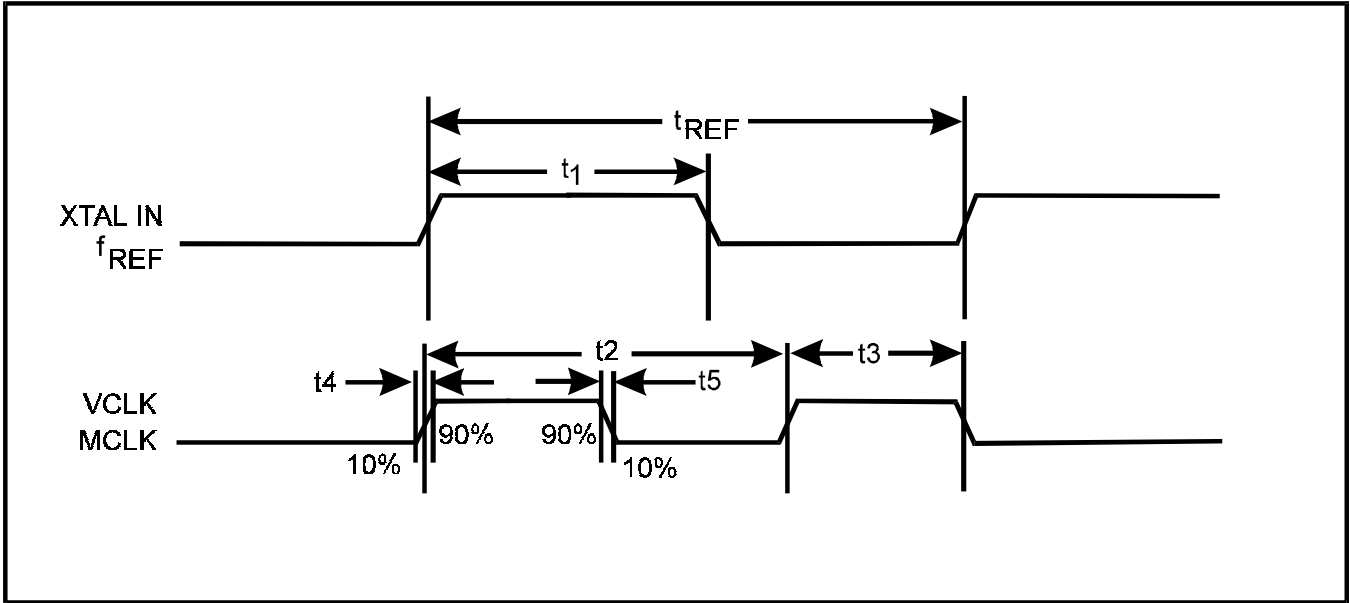 tREF
t1
XTAL IN
fREF
t2
t3
t4
t5
VCLK
MCLK
90%
90%
10%
10%